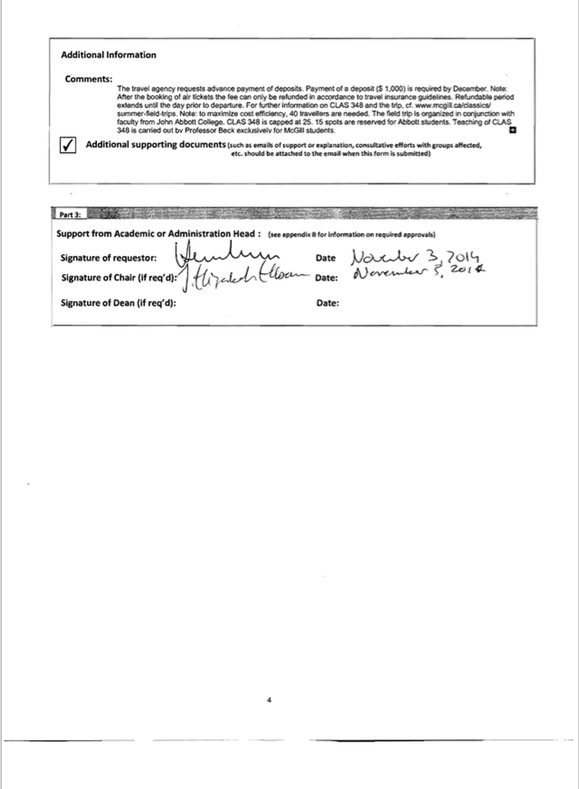 Additional Information
Comments:
The travel agency requests advance payment of deposits. Payment of a deposit ($ 1,000) is required by December. Note:
After the booking of air tickets the fee can only be refunded in accordance to travel insurance guidelines. Refundable period
extends until the day prior to departure. For further information on CLAS 348 and the trip, cf. www.mcgill.ca/classics/
summer-field-trips. Note: to maximize cost efficiency, 40 travellers are needed. The field trip is organized in conjunction with
faculty from John Abbott College. CLAS 348 is capped at 25. 15 spots are reserved for Abbott students. Teaching of CLAS
348 is carried out by Professor Beck exclusively for McGill students.
Additional supporting documents (such as emails of support or explanation, consultative efforts with groups affected,
etc. should be attached to the email when this form is submitted)
Part 3:
Support from Academic or Administration Head : (see appendix B for information on required approvals)
Signature of requestor: Date November 3, 2014
Signature of Chair (if req'd): Elizabeth Date: November 3, 2014
Signature of Dean (if req'd): Date:
4